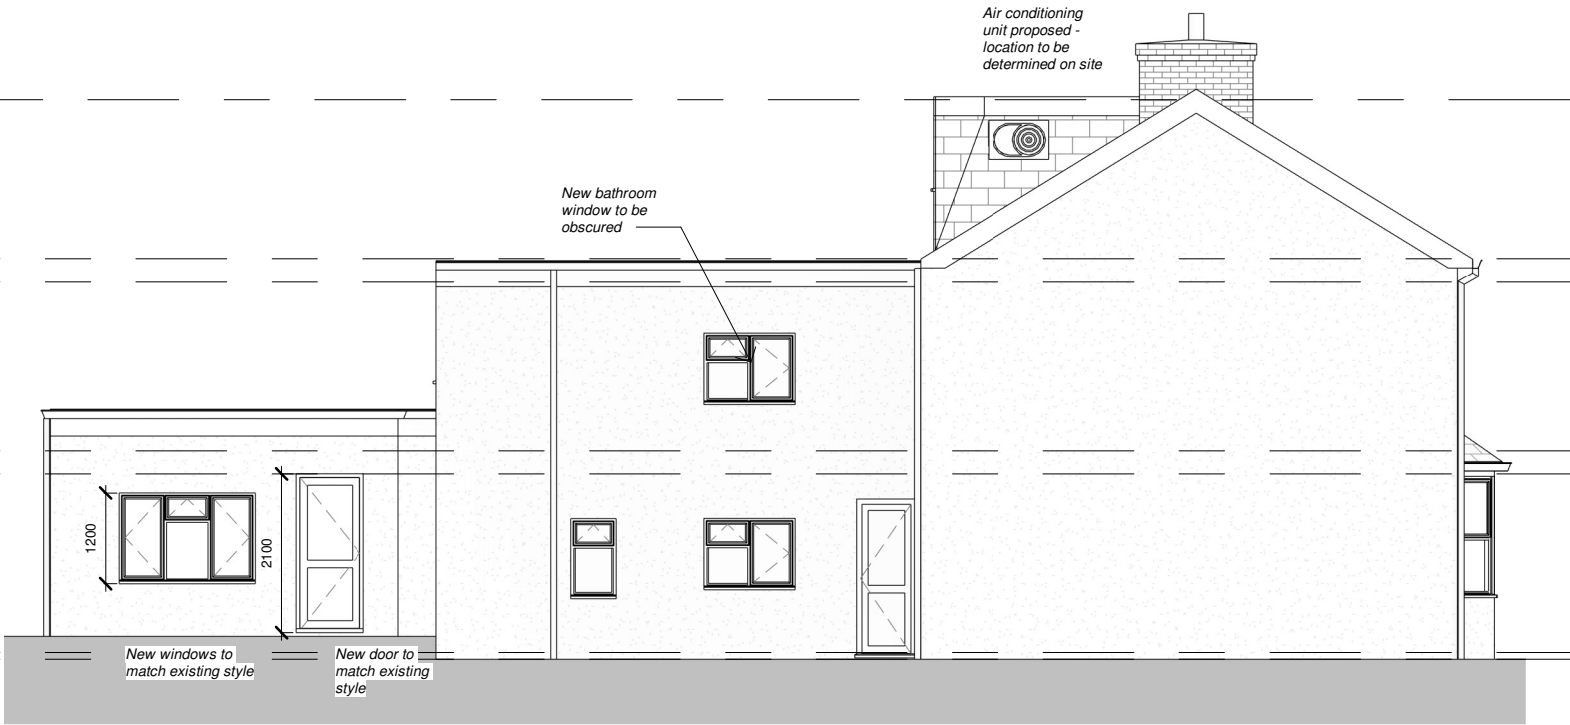 Air conditioning
unit proposed -
location to be
determined on site
New bathroom
window to be
obscured
1200
2100
New windows to
match existing style
New door to
match existing
style